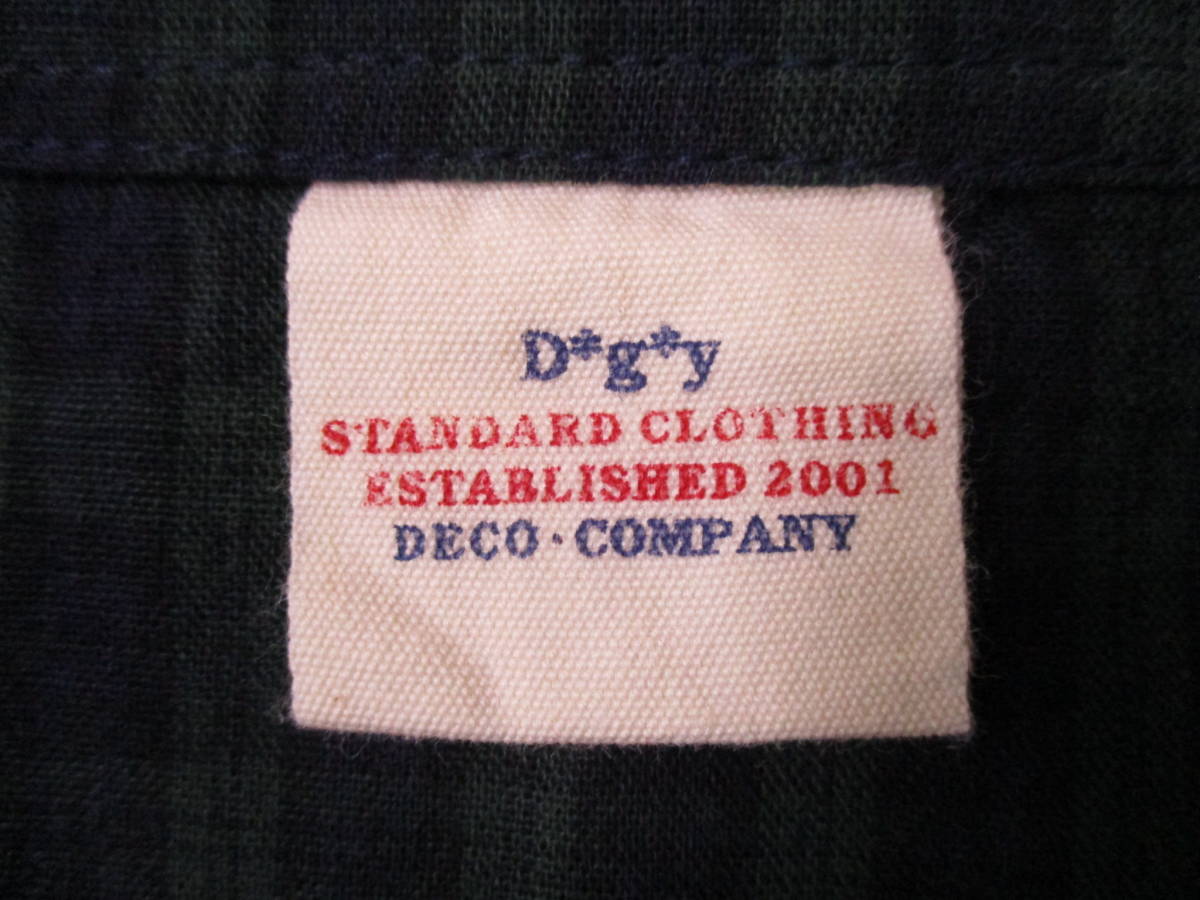 D*g*y
STANDARD CLOTHING
ESTABLISHED 2001
DECO·COMPANY